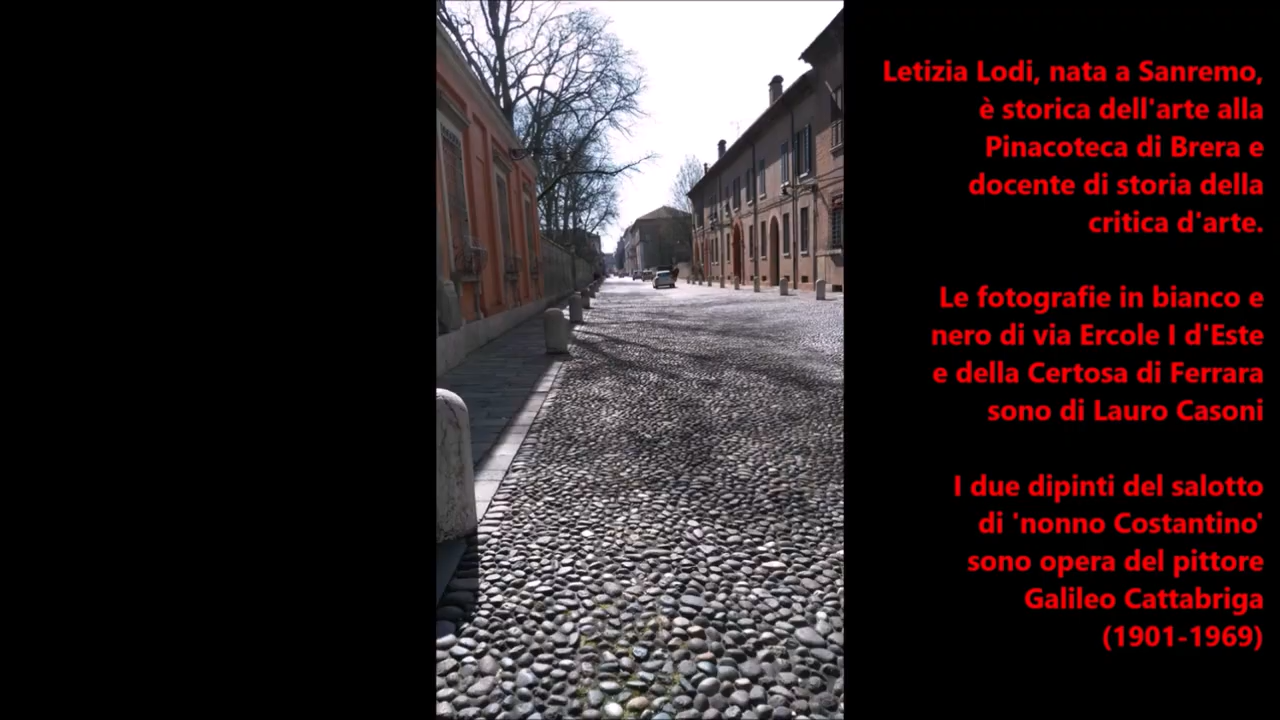 Letizia Lodi, nata a Sanremo,
è storica dell'arte alla
Pinacoteca di Brera e
docente di storia della
critica d'arte.
Le fotografie in bianco e
nero di via Ercole I d'Este
e della Certosa di Ferrara
sono di Lauro Casoni
I due dipinti del salotto
di 'nonno Costantino'
sono opera del pittore
Galileo Cattabriga
(1901-1969)